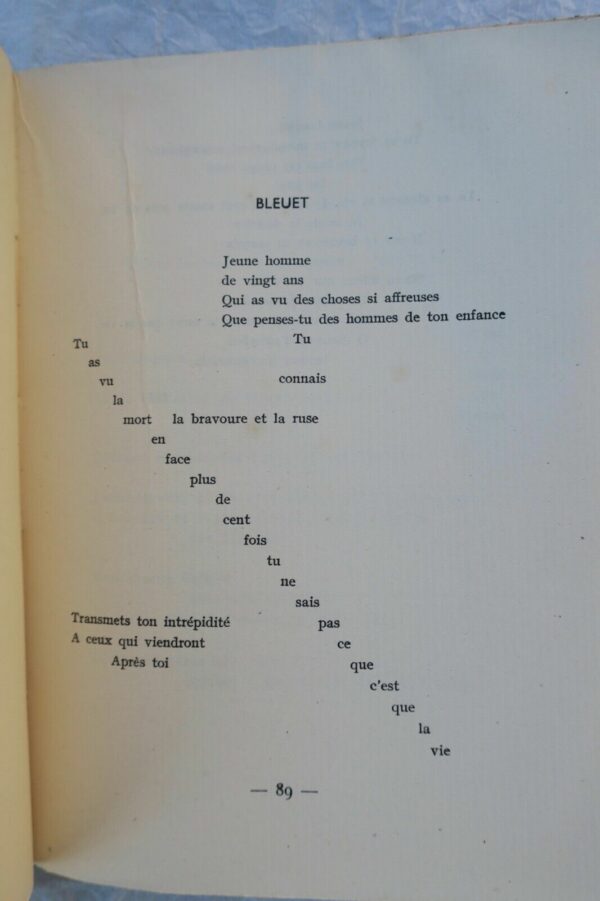 BLEUET
Jeune homme
de vingt ans
Qui as vu des choses si affreuses
Que penses-tu des hommes de ton enfance
Tu
Tu
as
vu
connais
la
mort la bravoure et la ruse
en
face
plus
de
cent
fois
tu
ne
sais
Transmets ton intrépidité
pas
A ceux qui viendront
ce
Après toi
que
c'est
que
la
vie
— 89 —